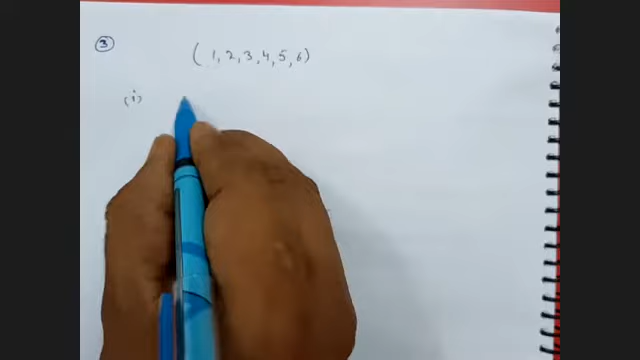 3
( 1, 2, 3, 4, 5, 6)
(i)